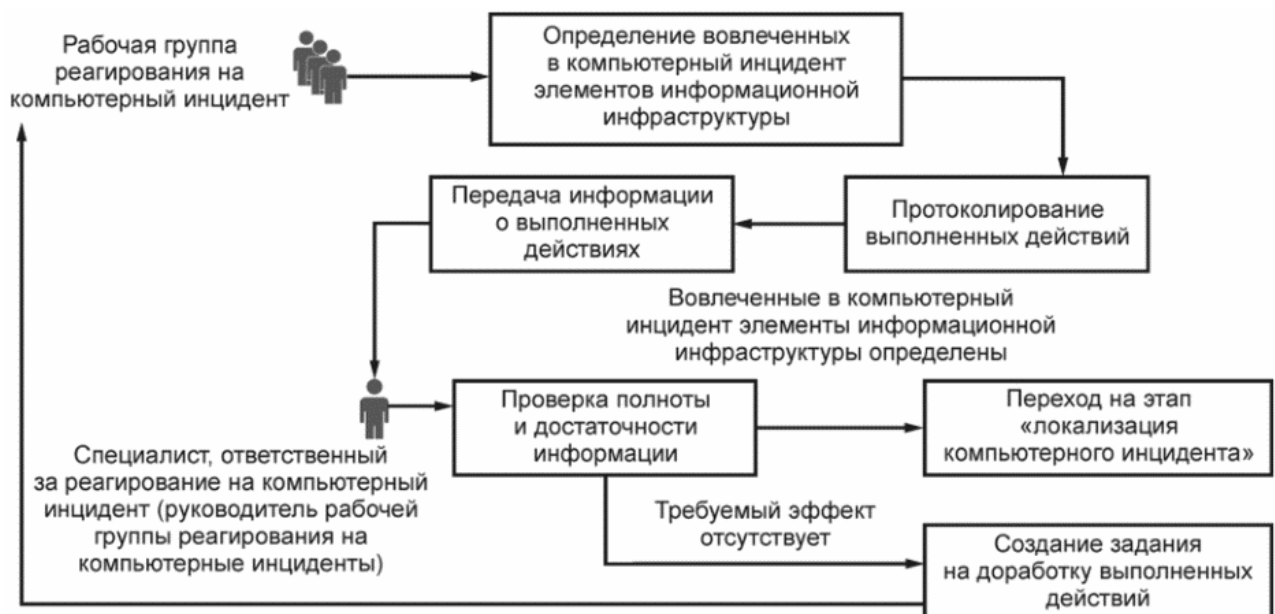 Рабочая группа
реагирования на
компьютерный инцидент
Определение вовлеченных
в компьютерный инцидент
элементов информационной
инфраструктуры
Протоколирование
выполненных действий
Передача информации
о выполненных
действиях
Вовлеченные в компьютерный
инцидент элементы информационной
инфраструктуры определены
Специалист, ответственный
за реагирование на компьютерный
инцидент (руководитель рабочей
группы реагирования на
компьютерные инциденты)
Проверка полноты
и достаточности
информации
Переход на этап
«локализация
компьютерного инцидента»
Требуемый эффект
отсутствует
Создание задания
на доработку выполненных
действий